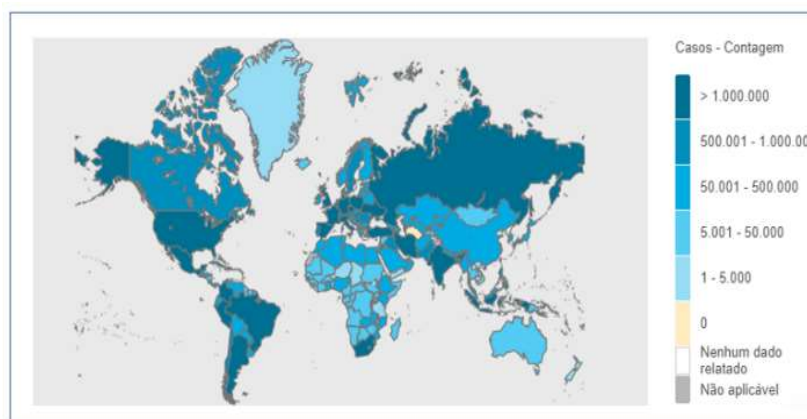 Casos - Contagem
> 1.000.000
500.001 - 1.000.00
50.001 - 500.000
5.001 - 50.000
1 - 5.000
0
Nenhum dado
relatado
Não aplicável